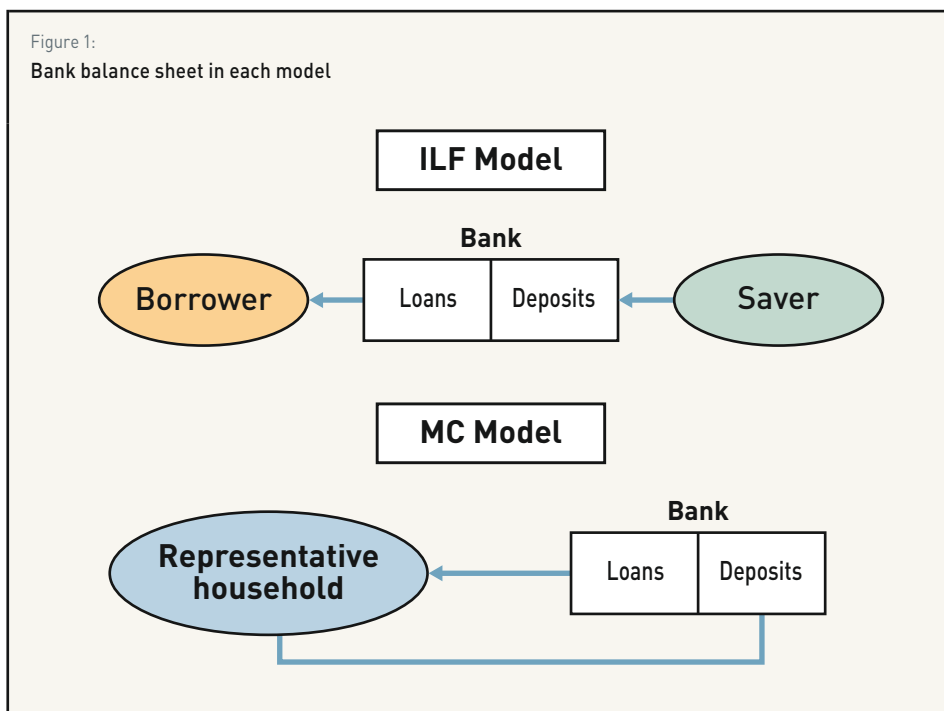 Figure 1:
Bank balance sheet in each model
ILF Model
Bank
Borrower
Loans
Deposits
Saver
MC Model
Bank
Representative
household
Loans
Deposits